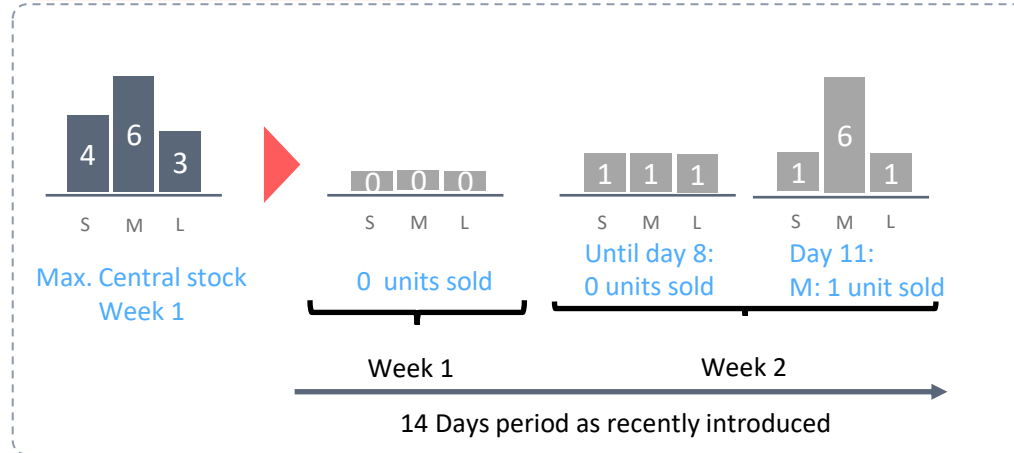 4 6 3
S M L
Max. Central stock
Week 1
0 0 0
S M L
0 units sold
Week 1
1 1 1
S M L
Until day 8:
0 units sold
1 6 1
S M L
Day 11:
M: 1 unit sold
Week 2
14 Days period as recently introduced